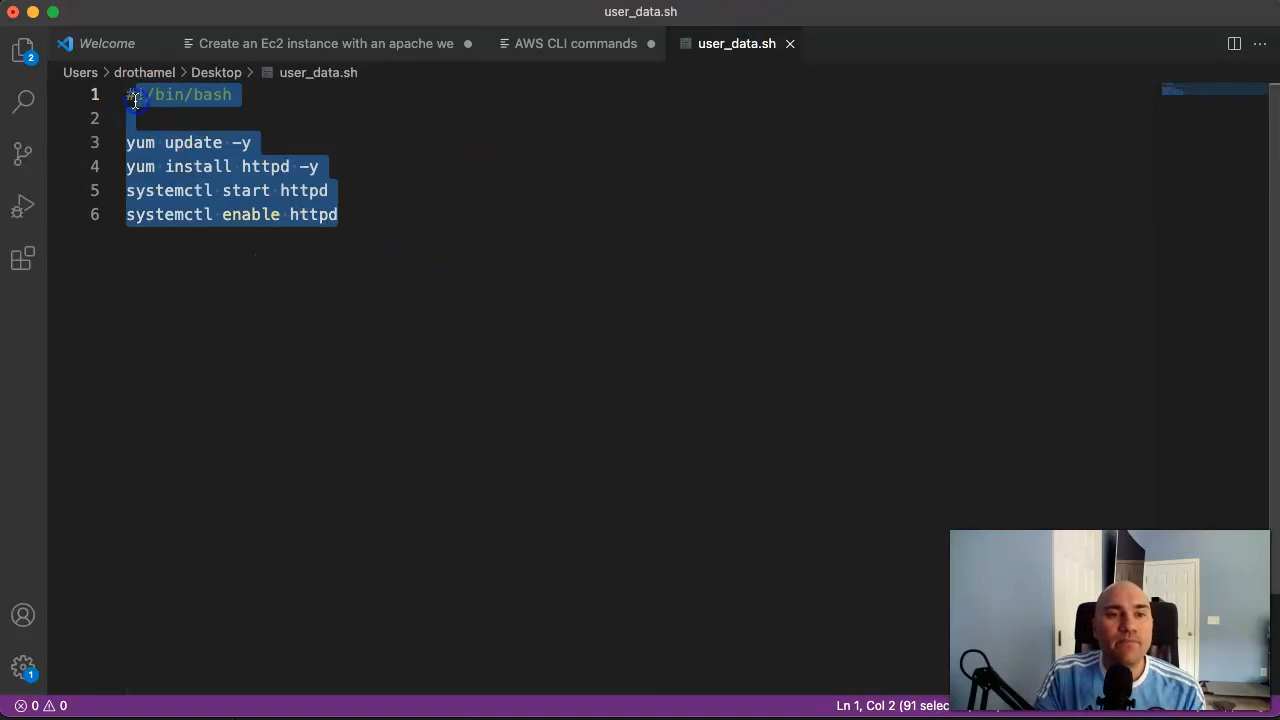 user_data.sh
Welcome
Create an Ec2 instance with an apache we
AWS CLI commands
user_data.sh
Users > drothamel > Desktop > user_data.sh
1 #!/bin/bash
2
3 yum update -y
4 yum install httpd -y
5 systemctl start httpd
6 systemctl enable httpd
2
1
0 0
Ln 1, Col 2 (91 selec